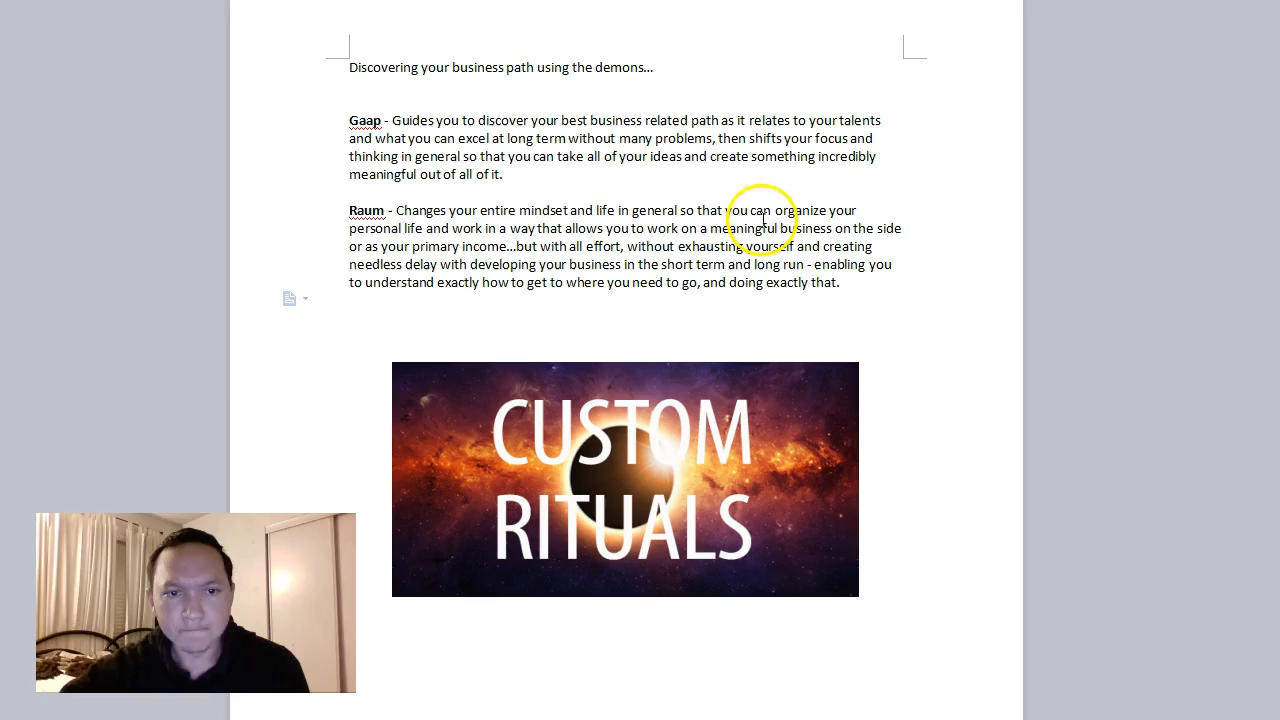 Discovering your business path using the demons…
Gaap - Guides you to discover your best business related path as it relates to your talents
and what you can excel at long term without many problems, then shifts your focus and
thinking in general so that you can take all of your ideas and create something incredibly
meaningful out of all of it.
Raum - Changes your entire mindset and life in general so that you can organize your
personal life and work in a way that allows you to work on a meaningful business on the side
or as your primary income…but with all effort, without exhausting yourself and creating
needless delay with developing your business in the short term and long run - enabling you
to understand exactly how to get to where you need to go, and doing exactly that.
CUSTOM
RITUALS